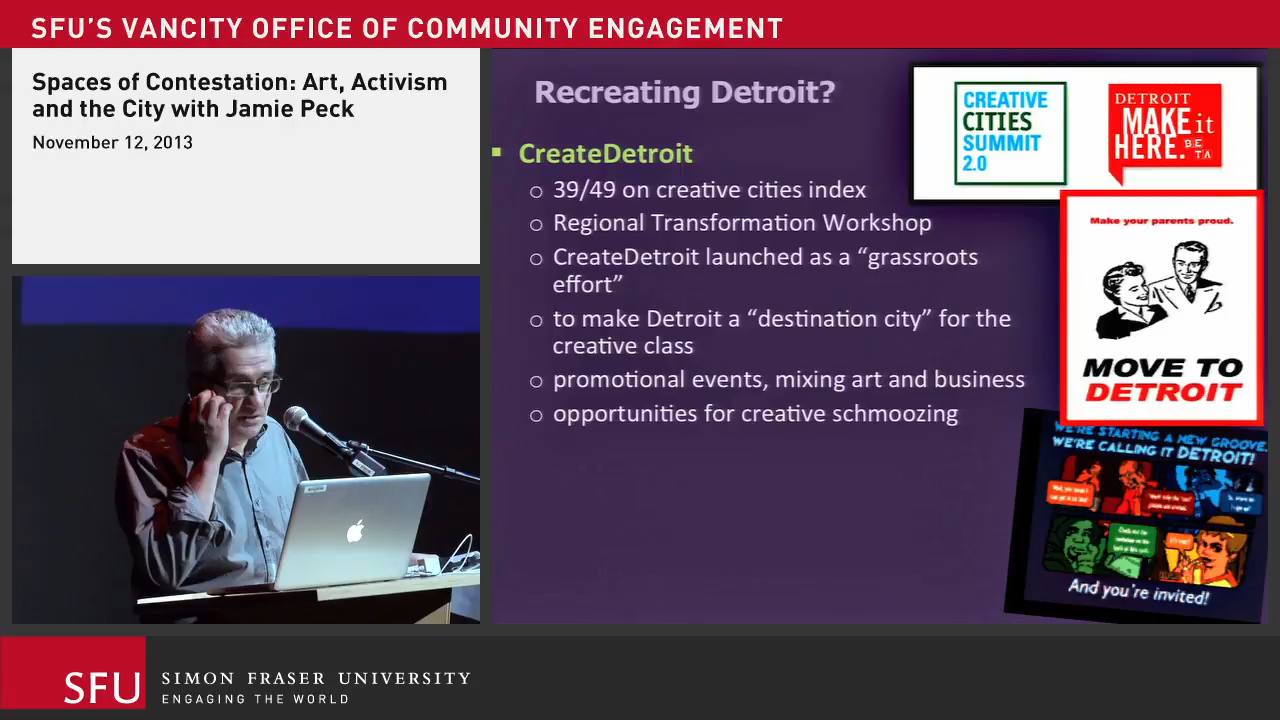 SFU'S VANCITY OFFICE OF COMMUNITY ENGAGEMENT
Spaces of Contestation: Art, Activism
and the City with Jamie Peck
November 12, 2013
Recreating Detroit?
CreateDetroit
39/49 on creative cities index
Regional Transformation Workshop
CreateDetroit launched as a “grassroots
effort”
to make Detroit a “destination city” for the
creative class
promotional events, mixing art and business
opportunities for creative schmoozing
CREATIVE
CITIES
SUMMIT
2.0
DETROIT
MAKE it
HERE. BE
TA
Make your parents proud.
MOVE TO
DETROIT
WE'RE STARTING A NEW GROOVE.
WE'RE CALLING IT DETROIT!
And you're invited!
SFU
SIMON FRASER UNIVERSITY
ENGAGING THE WORLD